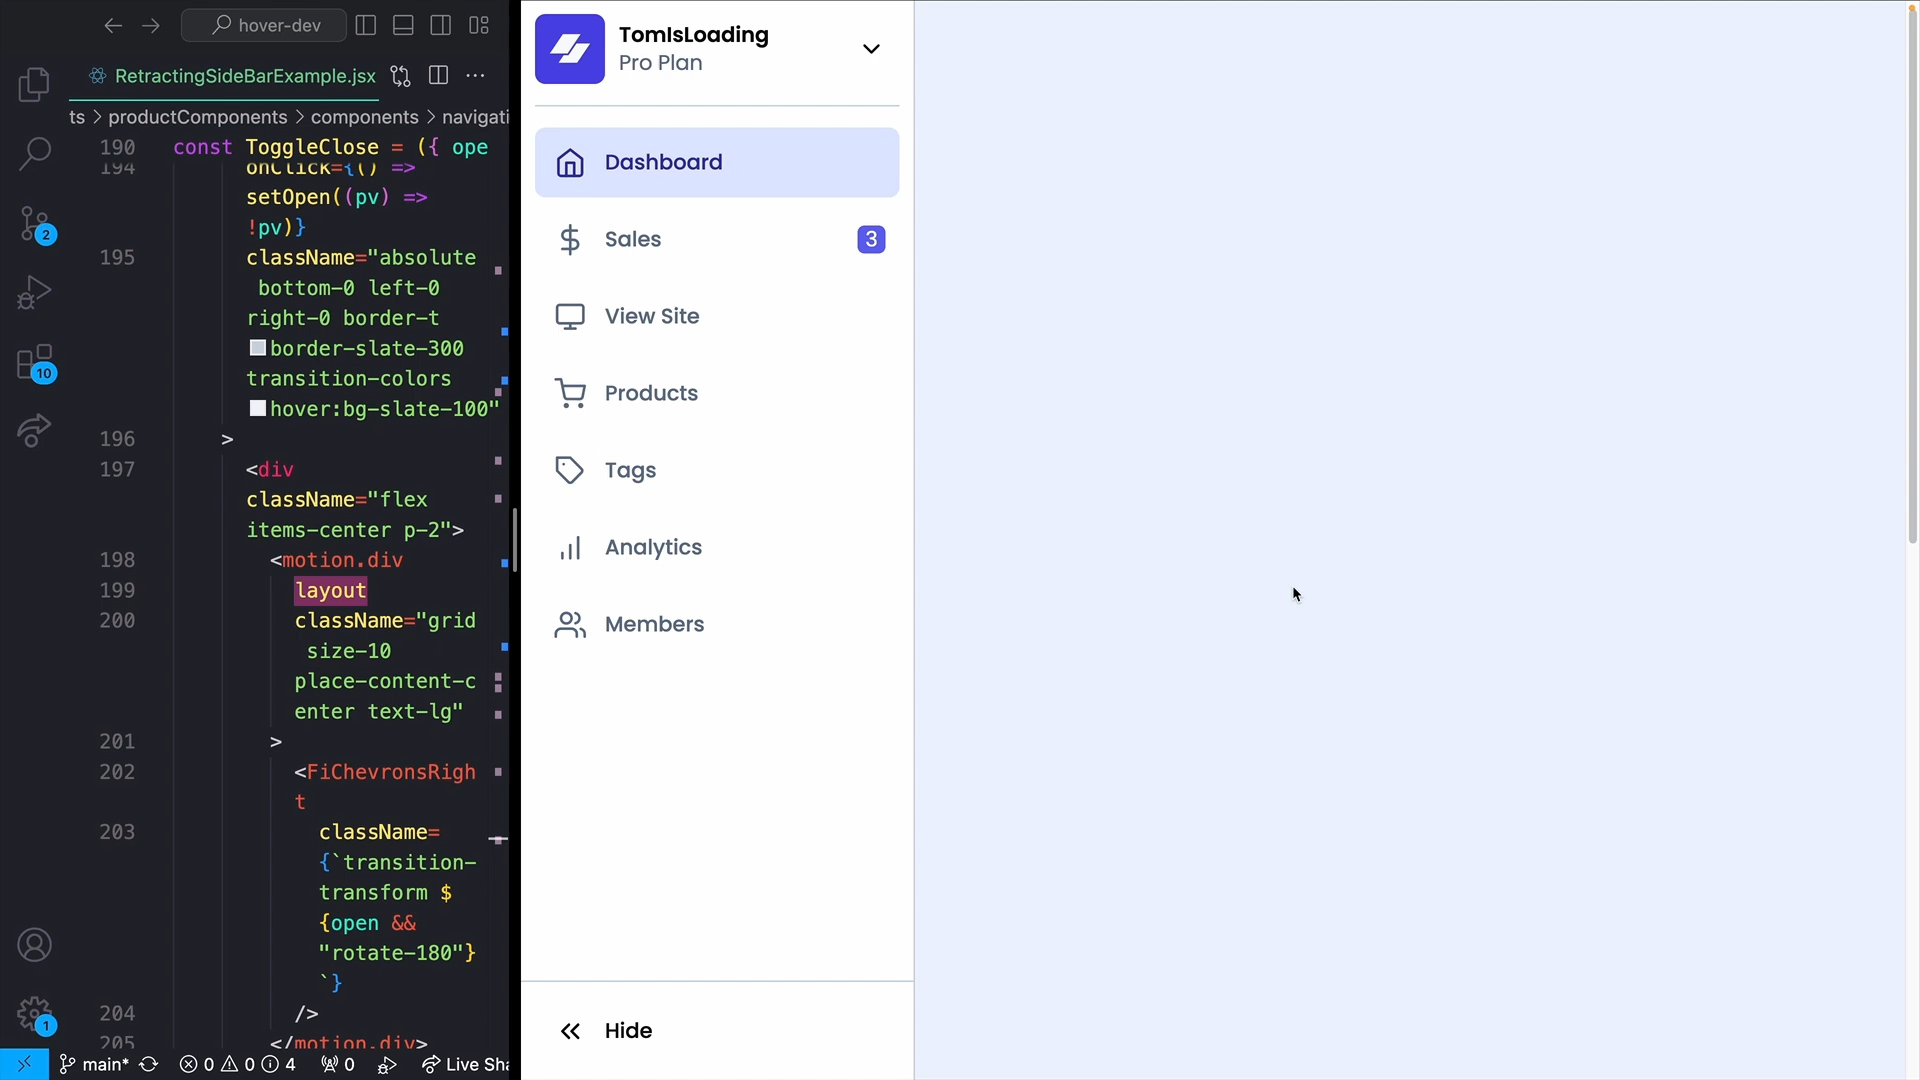 hover-dev
RetractingSideBarExample.jsx
ts > productComponents > components > navigati
190 const ToggleClose = ({ ope
194 onClick={() =>
setOpen((pv) =>
!pv)}
195 className="absolute
bottom-0 left-0
right-0 border-t
border-slate-300
transition-colors
hover:bg-slate-100"
196 >
197 <div
className="flex
items-center p-2">
198 <motion.div
199 layout
200 className="grid
size-10
place-content-c
enter text-lg"
201 >
202 <FiChevronsRigh
t
203 className=
{`transition-
transform $
{open &&
"rotate-180"}
`}
204 />
205 </motion.div>
2
10
1
main* 0 0 4 0 Live Sha
TomIsLoading
Pro Plan
Dashboard
Sales 3
View Site
Products
Tags
Analytics
Members
Hide